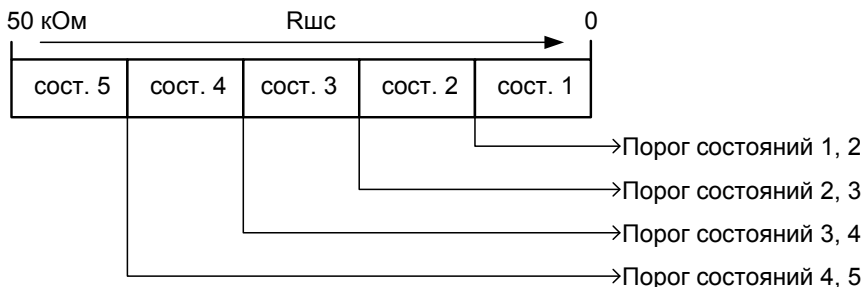 50 кОм Rшс 0
сост. 5 сост. 4 сост. 3 сост. 2 сост. 1
Порог состояний 1, 2
Порог состояний 2, 3
Порог состояний 3, 4
Порог состояний 4, 5